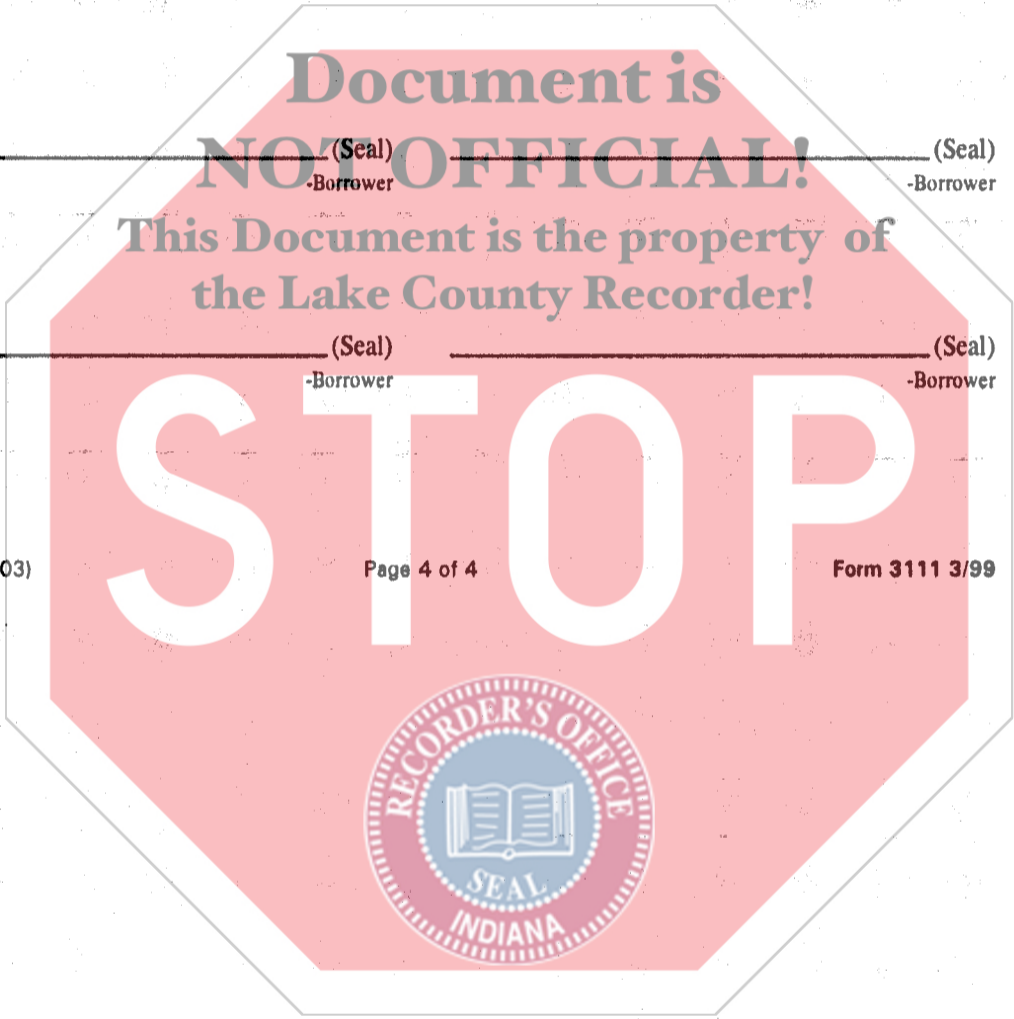 Document is
NOT OFFICIAL!
(Seal) (Seal)
-Borrower -Borrower
This Document is the property of
the Lake County Recorder!
(Seal) (Seal)
-Borrower -Borrower
STOP
03) Page 4 of 4 Form 3111 3/99
RECORDER'S OFFICE
SEAL
INDIANA